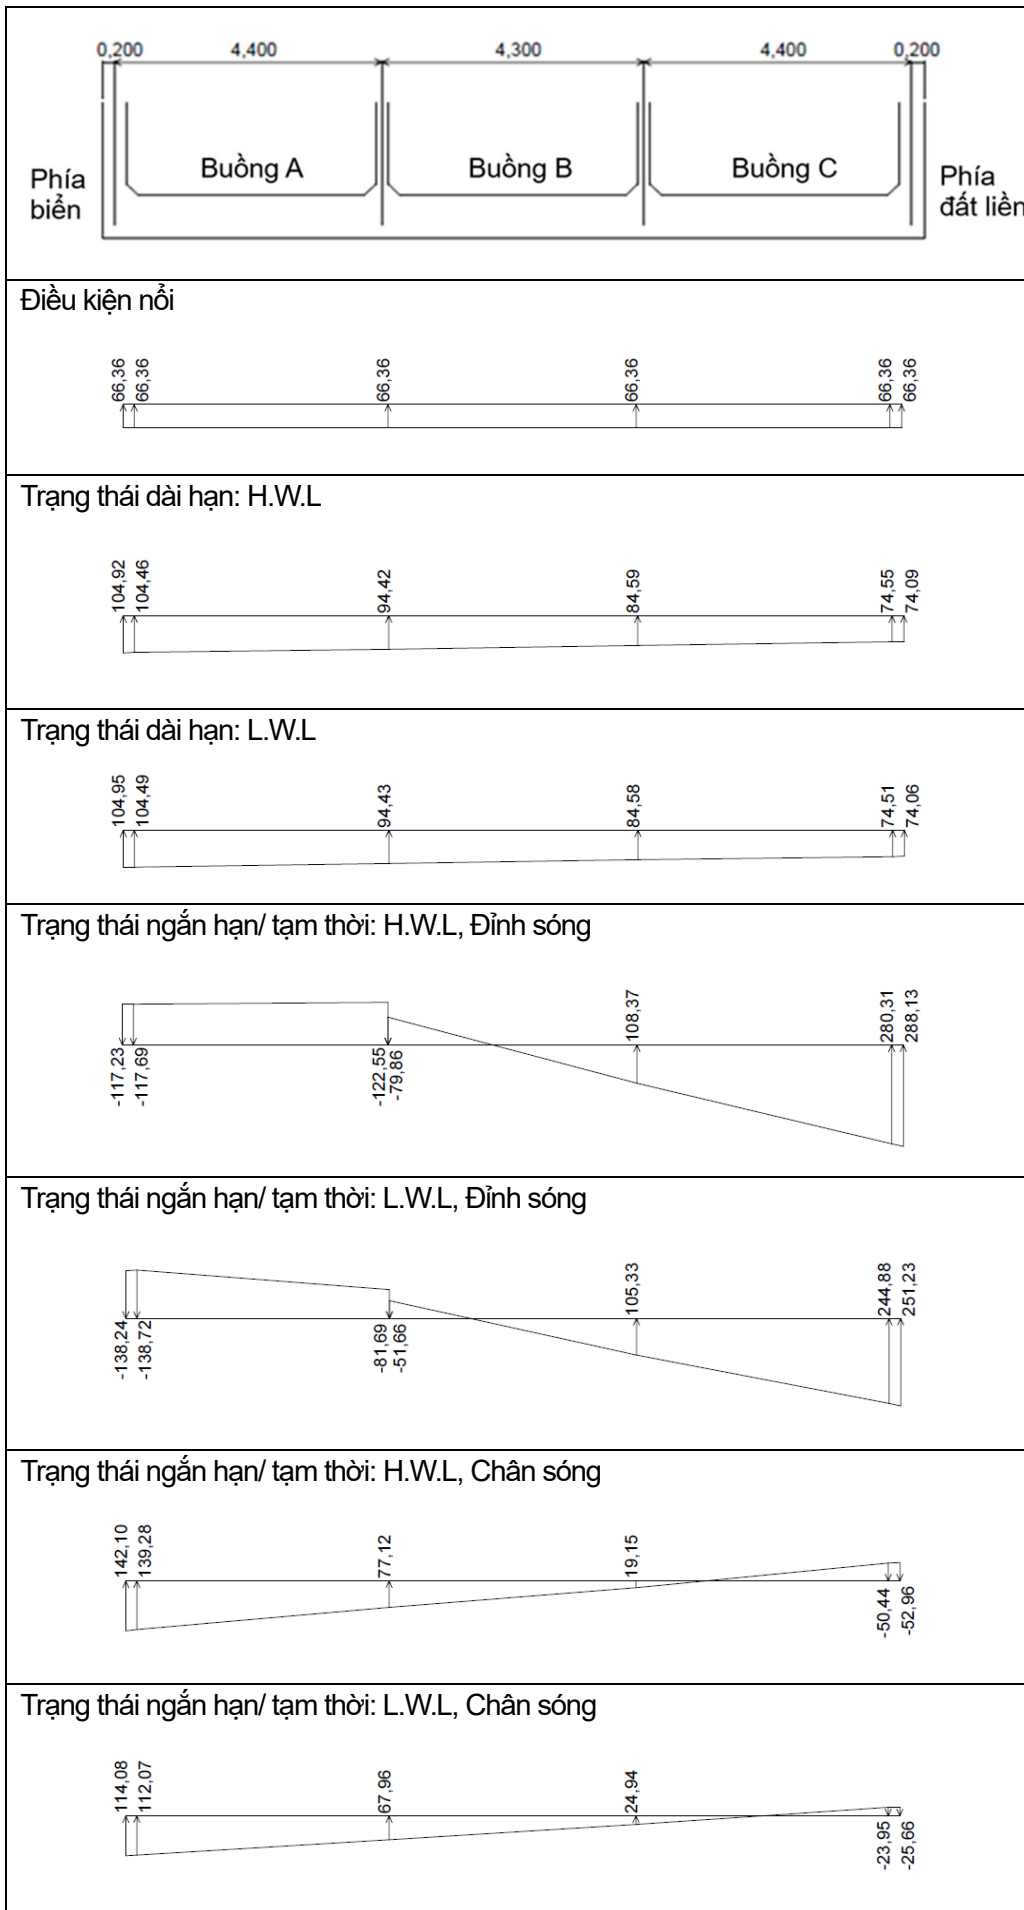 0,200 4,400 4,300 4,400 0,200
Buồng A Buồng B Buồng C
Phía
biển
Phía
đất liền
Điều kiện nổi
66,36 66,36 66,36 66,36 66,36 66,36
Trạng thái dài hạn: H.W.L
104,92 104,46 94,42 84,59 74,55 74,09
Trạng thái dài hạn: L.W.L
104,95 104,49 94,43 84,58 74,51 74,06
Trạng thái ngắn hạn/ tạm thời: H.W.L, Đỉnh sóng
108,37 280,31 288,13
-117,23 -117,69 -122,55 -79,86
Trạng thái ngắn hạn/ tạm thời: L.W.L, Đỉnh sóng
105,33 244,88 251,23
-138,24 -138,72 -81,69 -51,66
Trạng thái ngắn hạn/ tạm thời: H.W.L, Chân sóng
142,10 139,28 77,12 19,15
-50,44 -52,96
Trạng thái ngắn hạn/ tạm thời: L.W.L, Chân sóng
114,08 112,07 67,96 24,94
-23,95 -25,66